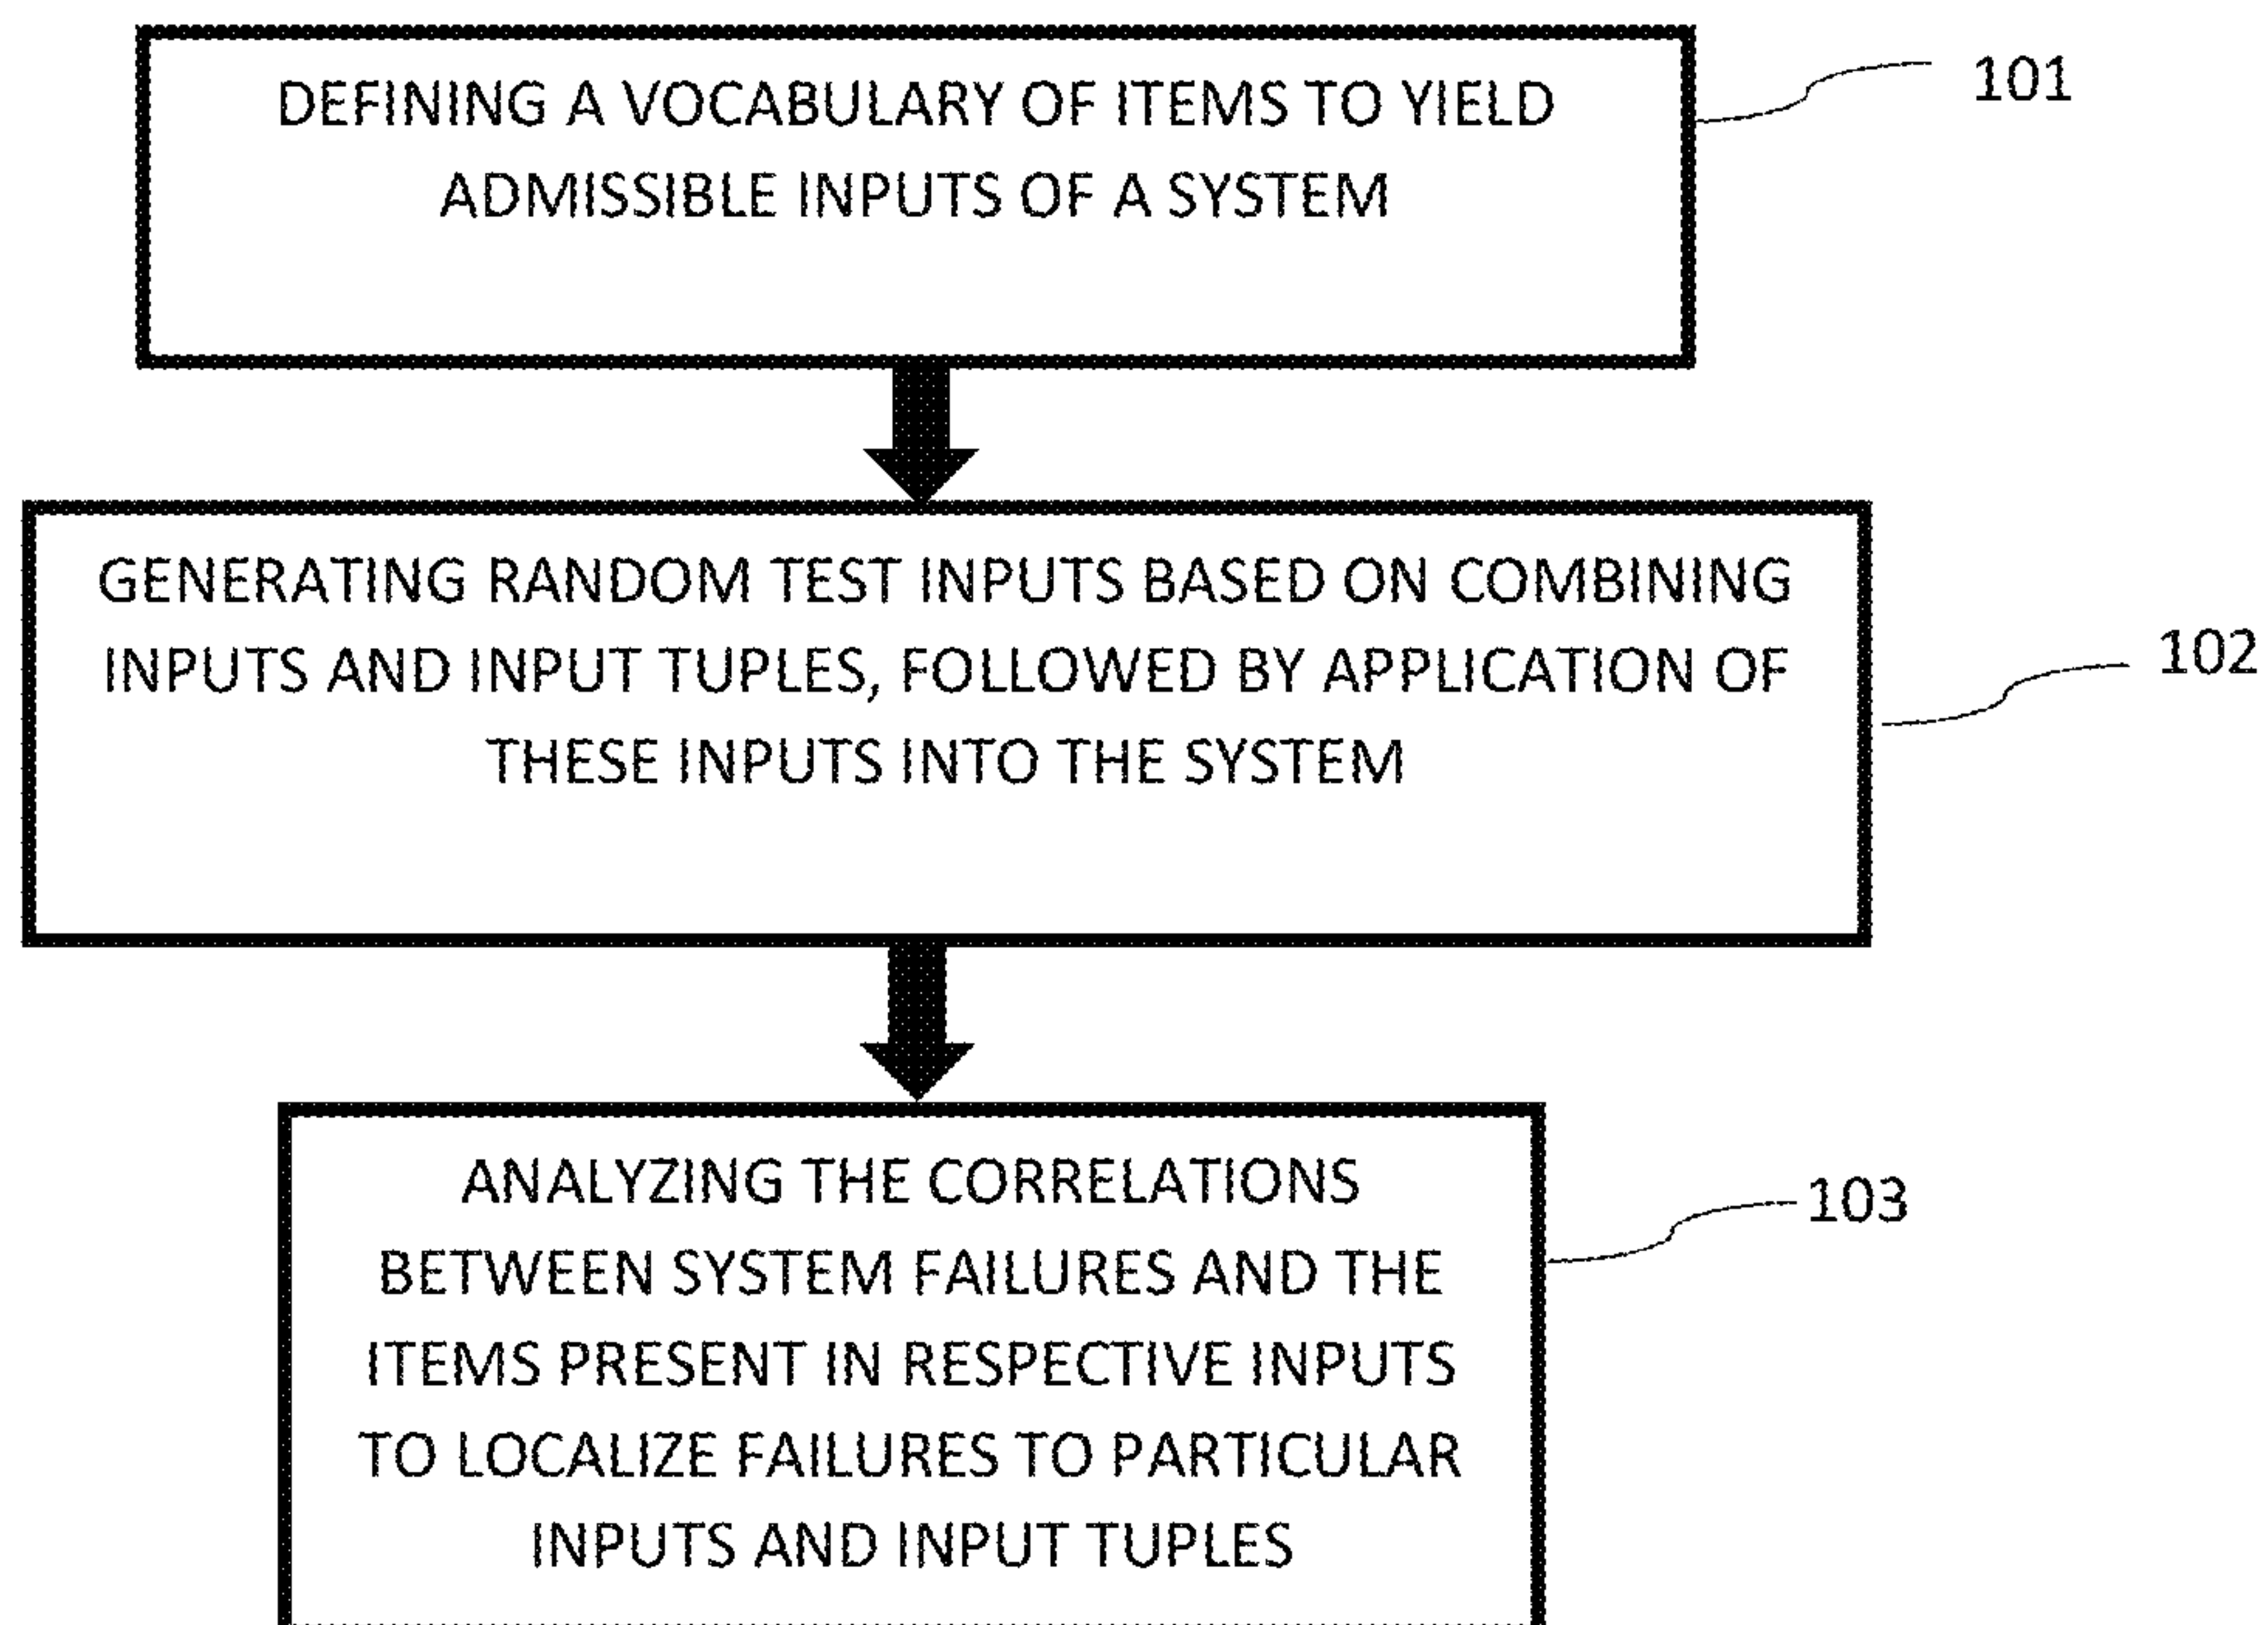 DEFINING A VOCABULARY OF ITEMS TO YIELD
ADMISSIBLE INPUTS OF A SYSTEM
101
GENERATING RANDOM TEST INPUTS BASED ON COMBINING
INPUTS AND INPUT TUPLES, FOLLOWED BY APPLICATION OF
THESE INPUTS INTO THE SYSTEM
102
ANALYZING THE CORRELATIONS
BETWEEN SYSTEM FAILURES AND THE
ITEMS PRESENT IN RESPECTIVE INPUTS
TO LOCALIZE FAILURES TO PARTICULAR
INPUTS AND INPUT TUPLES
103